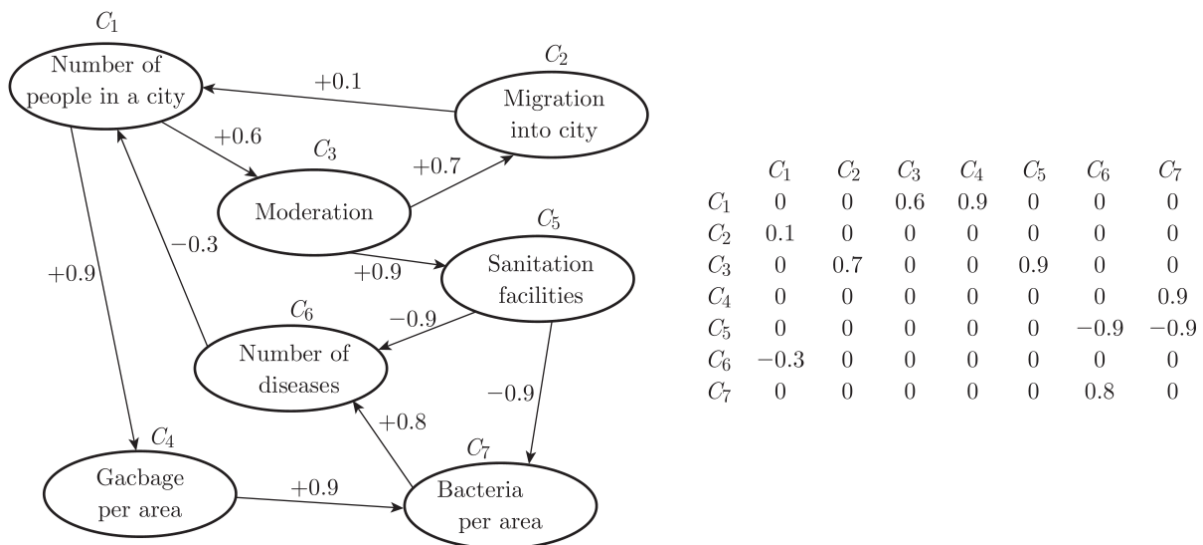 C₁
Number of
people in a city
+0.1
C₂
Migration
into city
+0.6
C₃
Moderation
+0.7
−0.3
+0.9
+0.9
C₅
Sanitation
facilities
C₆
Number of
diseases
−0.9
−0.9
+0.8
C₄
Gacbage
per area
+0.9
C₇
Bacteria
per area
C₁ C₂ C₃ C₄ C₅ C₆ C₇
C₁ 0 0 0.6 0.9 0 0 0
C₂ 0.1 0 0 0 0 0 0
C₃ 0 0.7 0 0 0.9 0 0
C₄ 0 0 0 0 0 0 0.9
C₅ 0 0 0 0 0 −0.9 −0.9
C₆ −0.3 0 0 0 0 0 0
C₇ 0 0 0 0 0 0.8 0